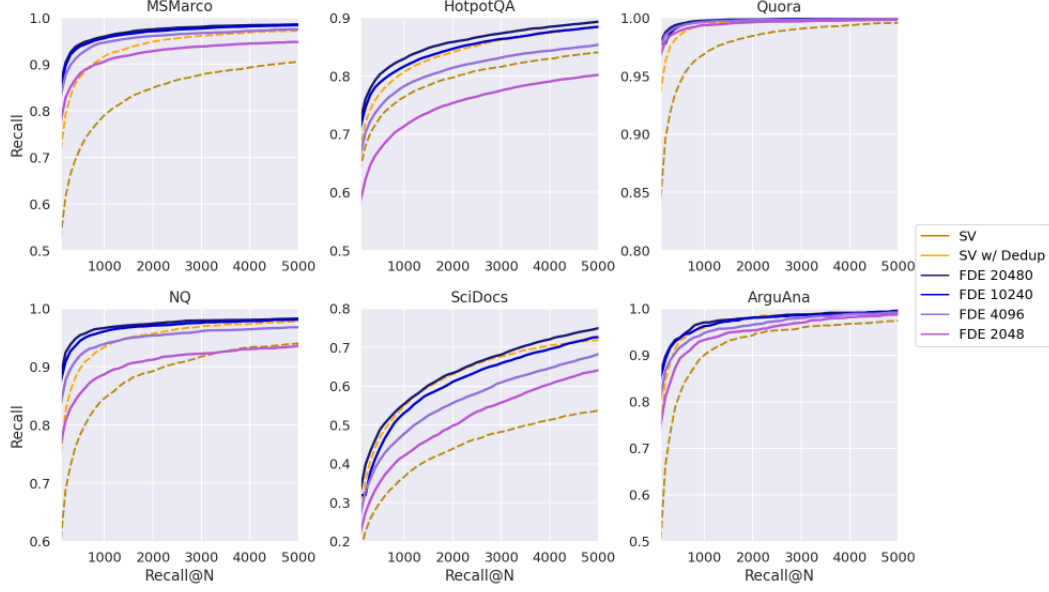 MSMarco
HotpotQA
Quora
1.0
0.9
0.8
0.7
0.6
0.5
Recall
1000 2000 3000 4000 5000
0.9
0.8
0.7
0.6
0.5
1000 2000 3000 4000 5000
1.00
0.95
0.90
0.85
0.80
1000 2000 3000 4000 5000
SV
SV w/ Dedup
FDE 20480
FDE 10240
FDE 4096
FDE 2048
NQ
SciDocs
ArguAna
1.0
0.9
0.8
0.7
0.6
Recall
1000 2000 3000 4000 5000
Recall@N
0.8
0.7
0.6
0.5
0.4
0.3
0.2
1000 2000 3000 4000 5000
Recall@N
1.0
0.9
0.8
0.7
0.6
0.5
1000 2000 3000 4000 5000
Recall@N